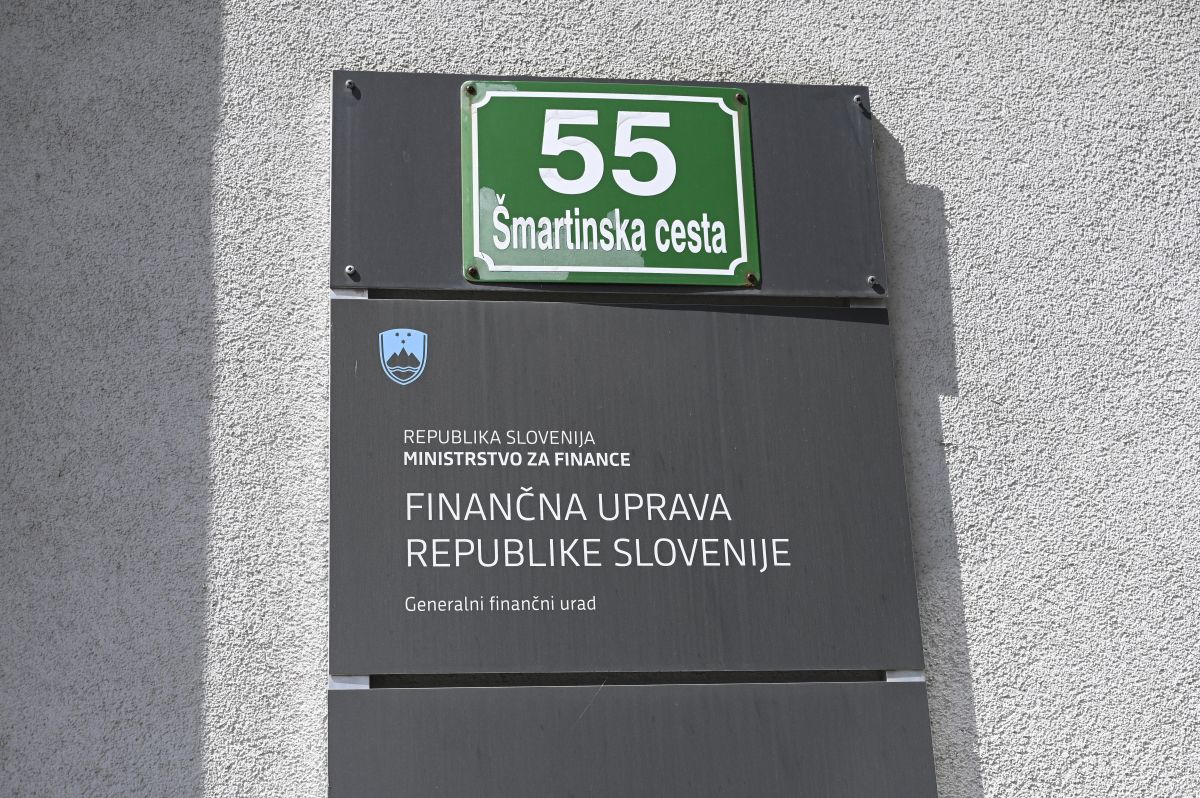 55
Šmartinska cesta
REPUBLIKA SLOVENIJA
MINISTRSTVO ZA FINANCE
FINANČNA UPRAVA
REPUBLIKE SLOVENIJE
Generalni finančni urad